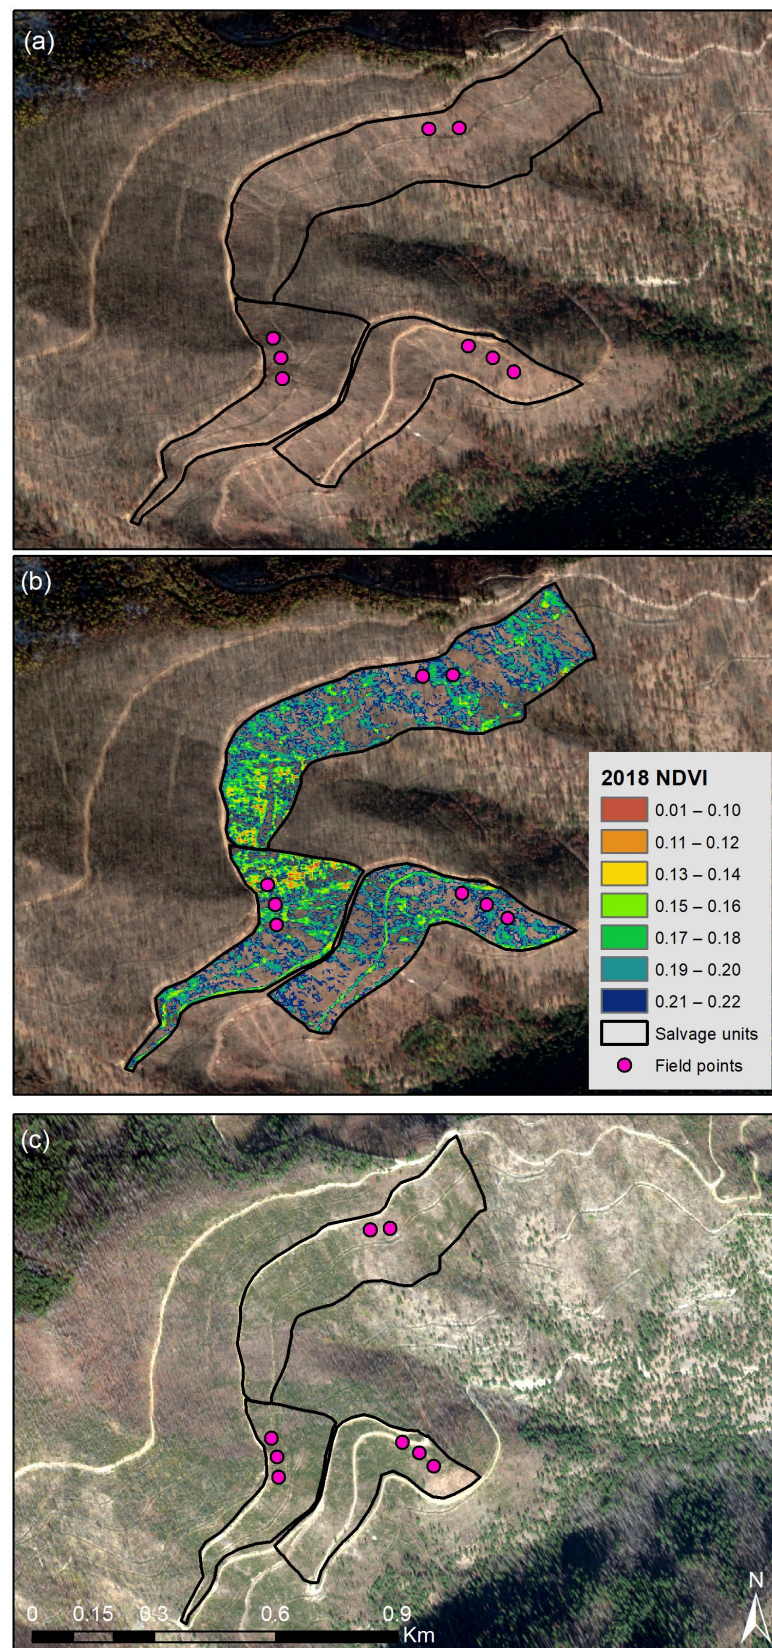 (a)
(b)
2018 NDVI
0.01 – 0.10
0.11 – 0.12
0.13 – 0.14
0.15 – 0.16
0.17 – 0.18
0.19 – 0.20
0.21 – 0.22
Salvage units
Field points
(c)
N
0 0.15 0.3 0.6 0.9
Km